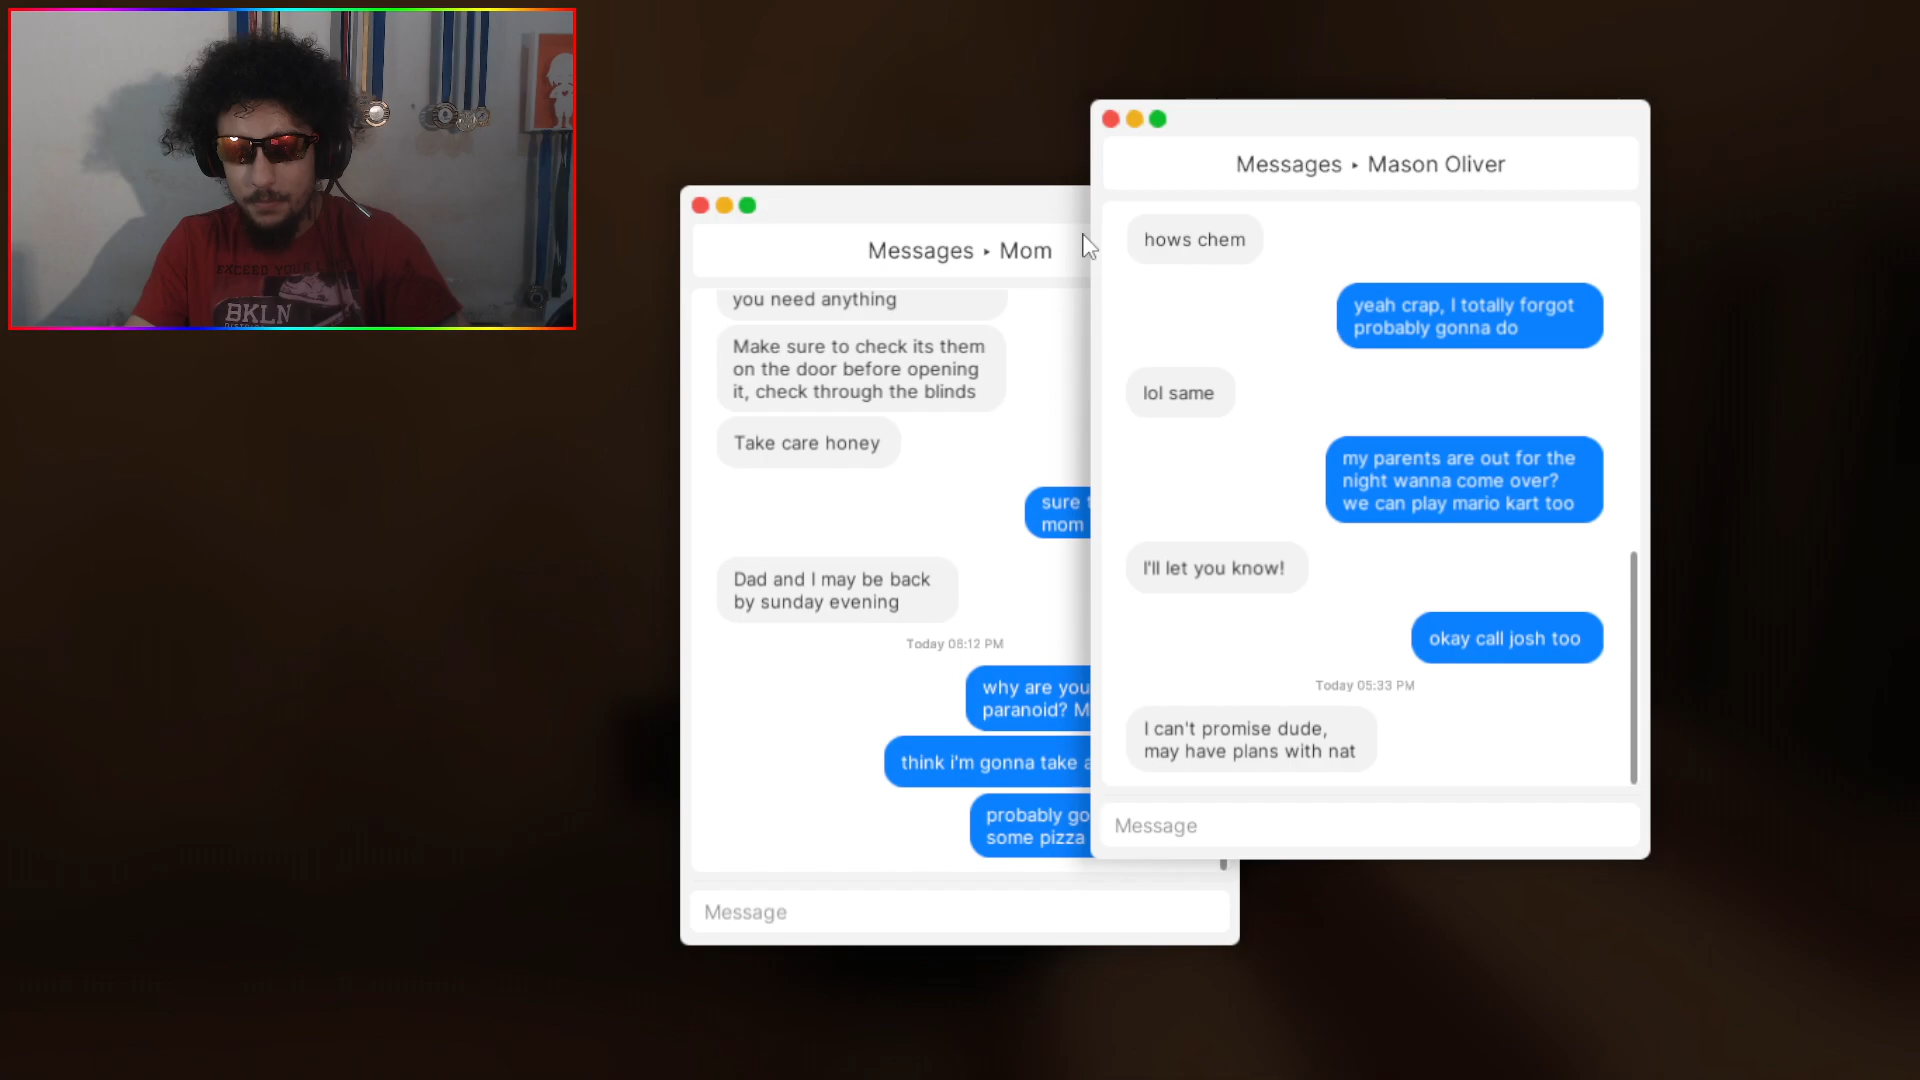 EXCEED YOUR
BKLN
Messages ‣ Mom
you need anything
Make sure to check its them
on the door before opening
it, check through the blinds
Take care honey
sure
mom
Dad and I may be back
by sunday evening
Today 08:12 PM
why are you
paranoid?
think i'm gonna take
probably go
some pizza
Message
Messages ‣ Mason Oliver
hows chem
yeah crap, I totally forgot
probably gonna do
lol same
my parents are out for the
night wanna come over?
we can play mario kart too
I'll let you know!
okay call josh too
Today 05:33 PM
I can't promise dude,
may have plans with nat
Message